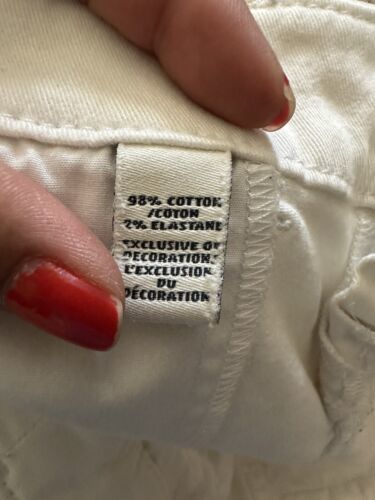 98% COTTON
/COTON
2% ELASTANE
EXCLUSIVE OF
DECORATION.
L'EXCLUSION
DU
DÉCORATION